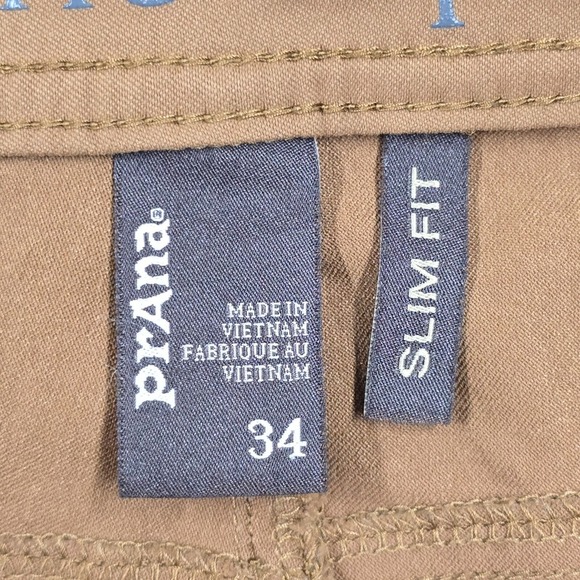 prAna®
MADE IN
VIETNAM
FABRIQUE AU
VIETNAM
34
SLIM FIT